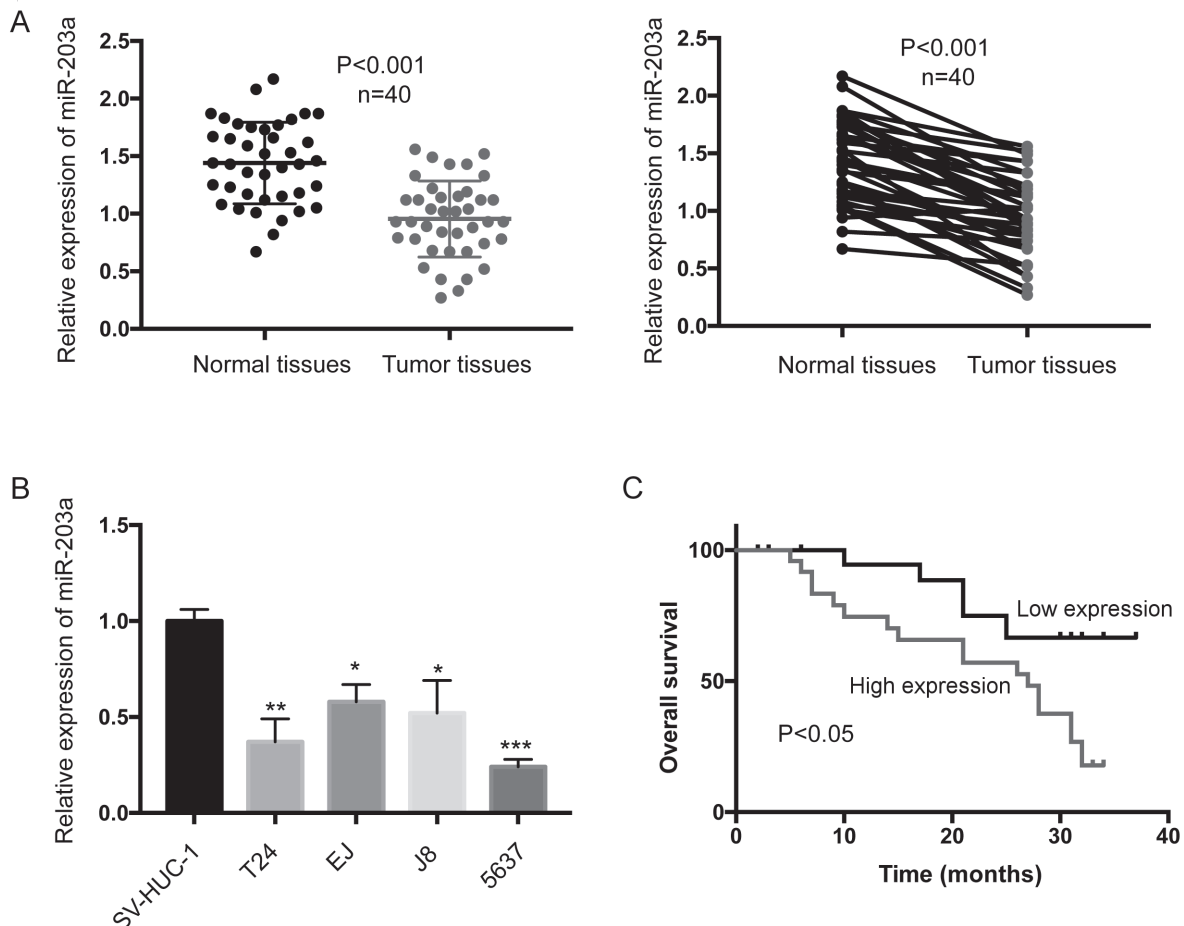 A
Relative expression of miR-203a
2.5
2.0
1.5
1.0
0.5
0.0
P<0.001
n=40
Normal tissues
Tumor tissues
Relative expression of miR-203a
2.5
2.0
1.5
1.0
0.5
0.0
P<0.001
n=40
Normal tissues
Tumor tissues
B
Relative expression of miR-203a
1.5
1.0
0.5
0.0
**
*
*
***
SV-HUC-1
T24
EJ
J8
5637
C
Overall survival
100
50
0
Low expression
High expression
P<0.05
0
10
20
30
40
Time (months)